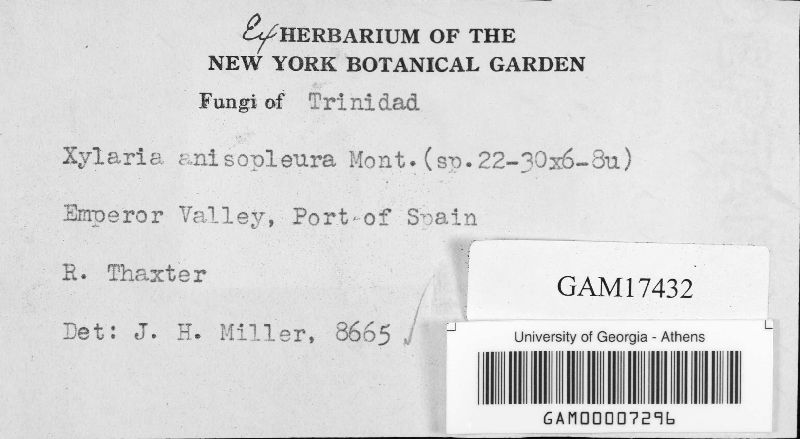 Ex HERBARIUM OF THE
NEW YORK BOTANICAL GARDEN
Fungi of Trinidad
Xylaria anisopleura Mont.(sp.22-30x6-8u)
Emperor Valley, Port of Spain
R. Thaxter
Det: J. H. Miller, 8665
GAM17432
University of Georgia - Athens
GAM00007296